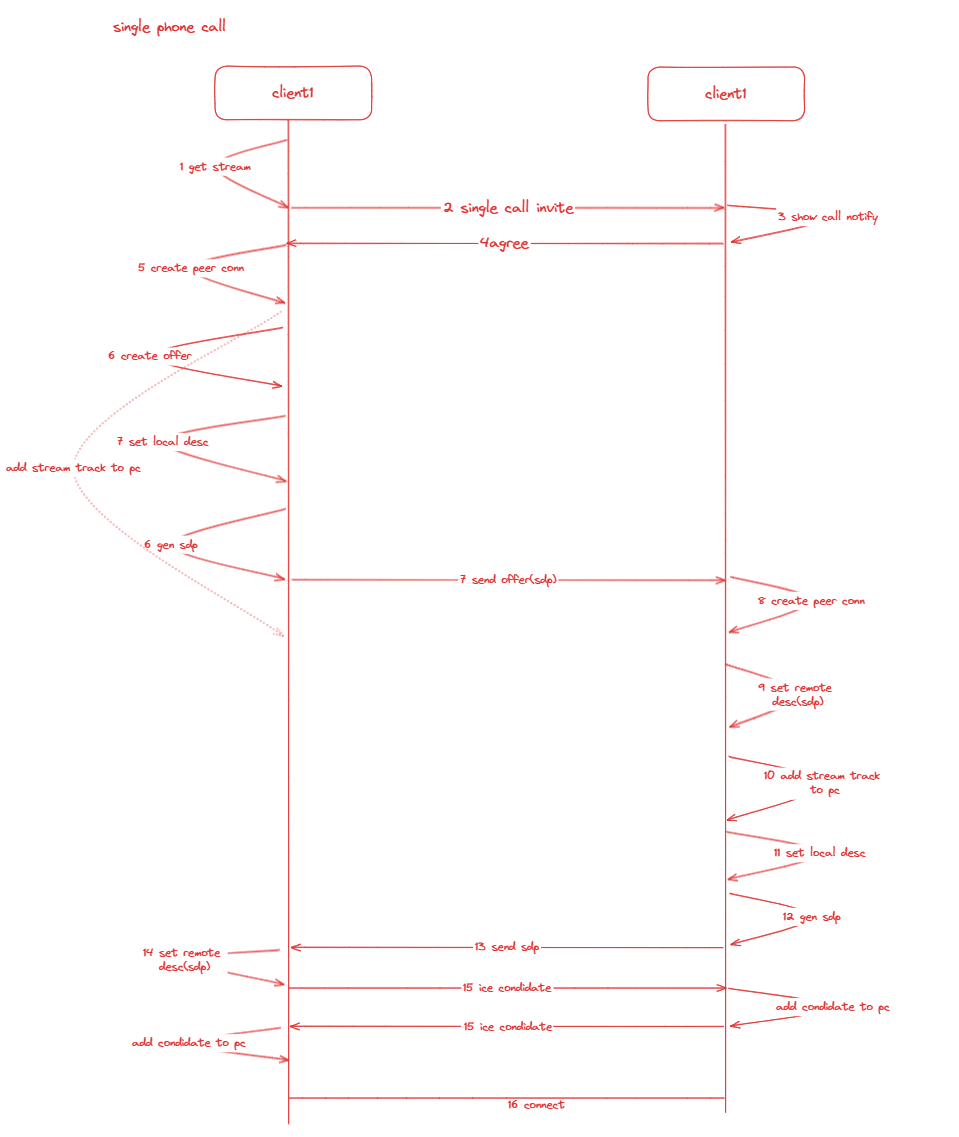 single phone call
client1
client1
1 get stream
2 single call invite
3 show call notify
4agree
5 create peer conn
6 create offer
7 set local desc
add stream track to pc
6 gen sdp
7 send offer(sdp)
8 create peer conn
9 set remote
desc(sdp)
10 add stream track
to pc
11 set local desc
12 gen sdp
13 send sdp
14 set remote
desc(sdp)
15 ice condidate
add condidate to pc
15 ice condidate
add condidate to pc
16 connect